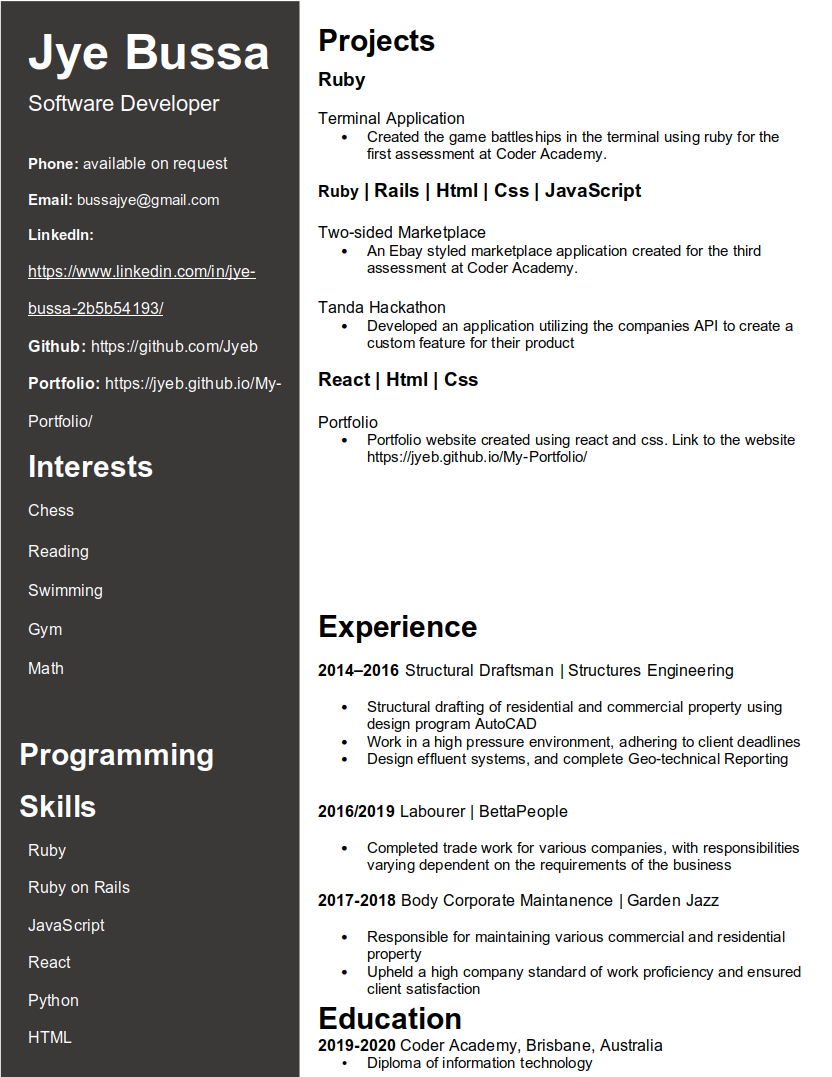 Jye Bussa
Software Developer
Phone: available on request
Email: bussajye@gmail.com
LinkedIn:
https://www.linkedin.com/in/jye-
bussa-2b5b54193/
Github: https://github.com/Jyeb
Portfolio: https://jyeb.github.io/My-
Portfolio/
Interests
Chess
Reading
Swimming
Gym
Math
Programming
Skills
Ruby
Ruby on Rails
JavaScript
React
Python
HTML
Projects
Ruby
Terminal Application
• Created the game battleships in the terminal using ruby for the
first assessment at Coder Academy.
Ruby | Rails | Html | Css | JavaScript
Two-sided Marketplace
• An Ebay styled marketplace application created for the third
assessment at Coder Academy.
Tanda Hackathon
• Developed an application utilizing the companies API to create a
custom feature for their product
React | Html | Css
Portfolio
• Portfolio website created using react and css. Link to the website
https://jyeb.github.io/My-Portfolio/
Experience
2014–2016 Structural Draftsman | Structures Engineering
• Structural drafting of residential and commercial property using
design program AutoCAD
• Work in a high pressure environment, adhering to client deadlines
• Design effluent systems, and complete Geo-technical Reporting
2016/2019 Labourer | BettaPeople
• Completed trade work for various companies, with responsibilities
varying dependent on the requirements of the business
2017-2018 Body Corporate Maintanence | Garden Jazz
• Responsible for maintaining various commercial and residential
property
• Upheld a high company standard of work proficiency and ensured
client satisfaction
Education
2019-2020 Coder Academy, Brisbane, Australia
• Diploma of information technology